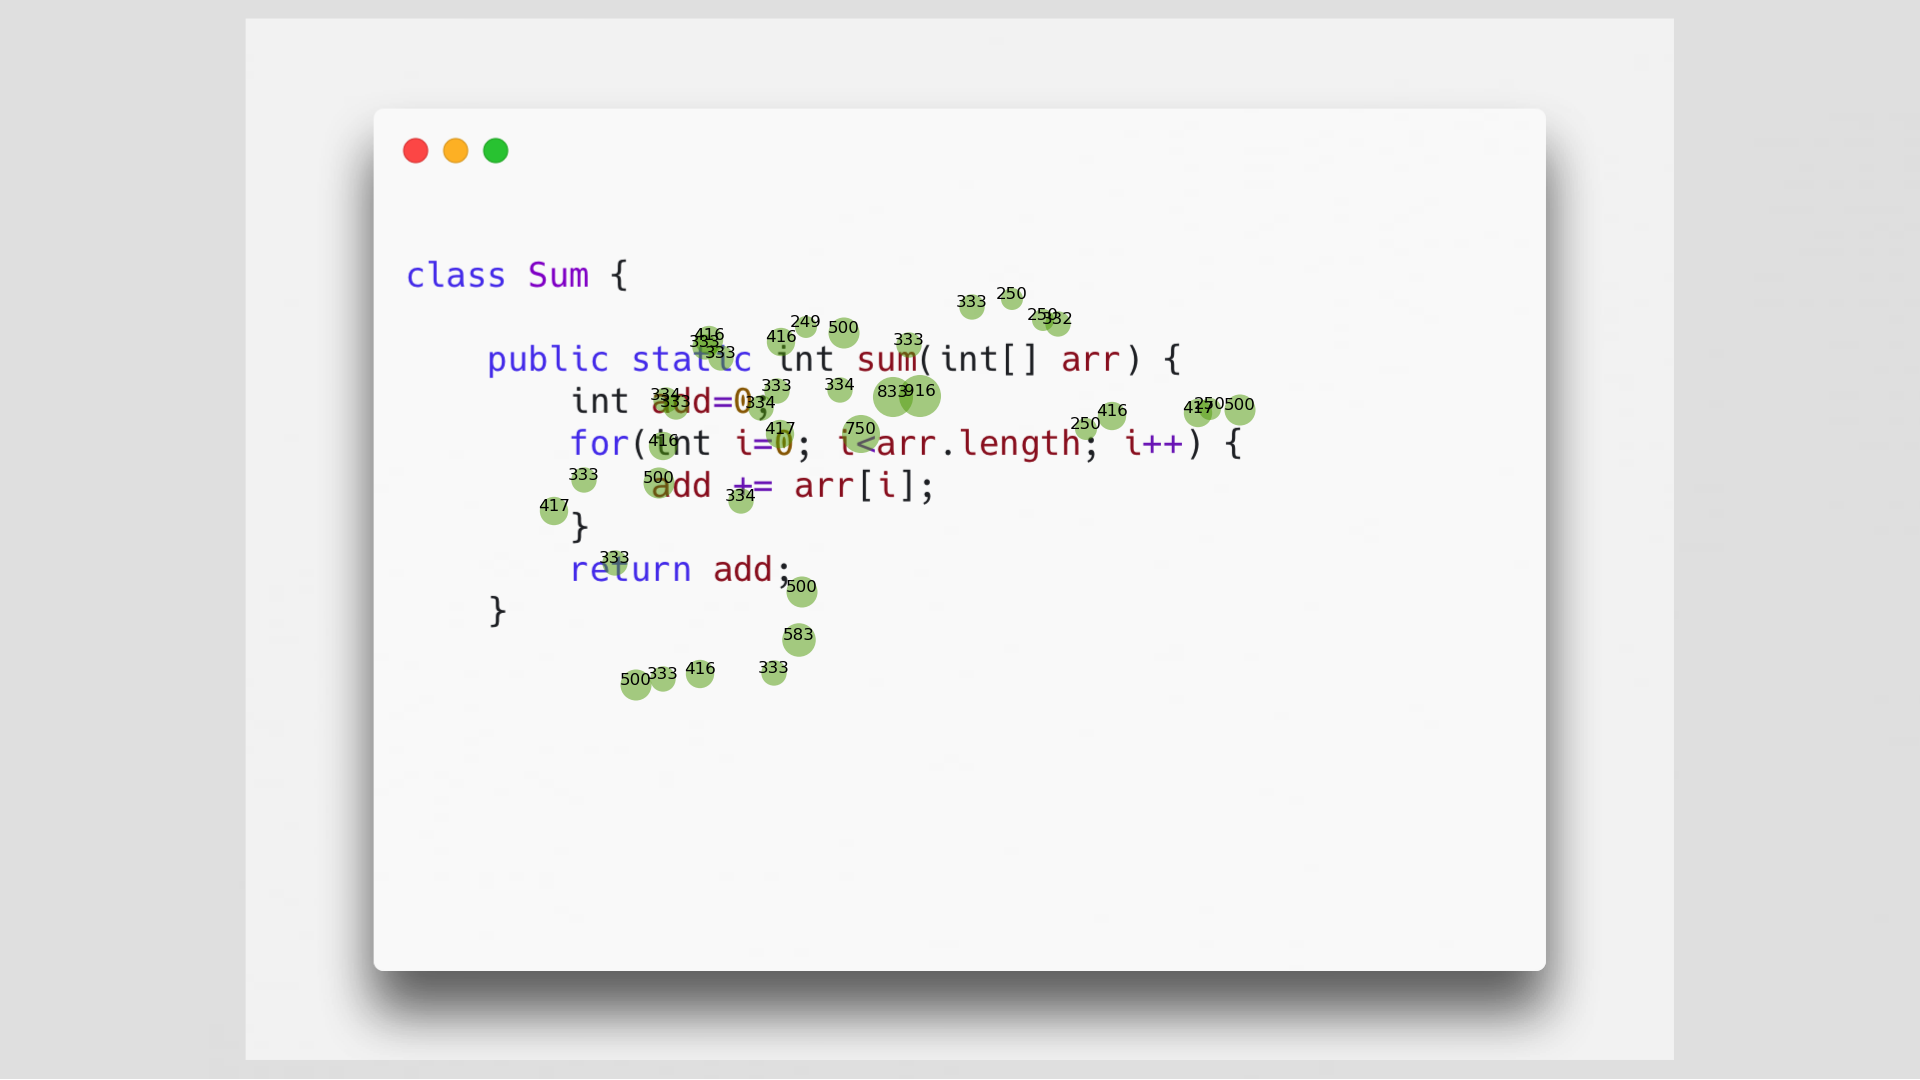 class Sum {
333 250 250 332
416 333 333 416 249 500 333
public static int sum(int[] arr) {
334 333 334 333 334 833 916
int add=0;
416 417 750 250 416 417 250 500
for(int i=0; i<arr.length; i++) {
333 500 334
add += arr[i];
417
}
333
return add;
500
}
583
500 333 416 333